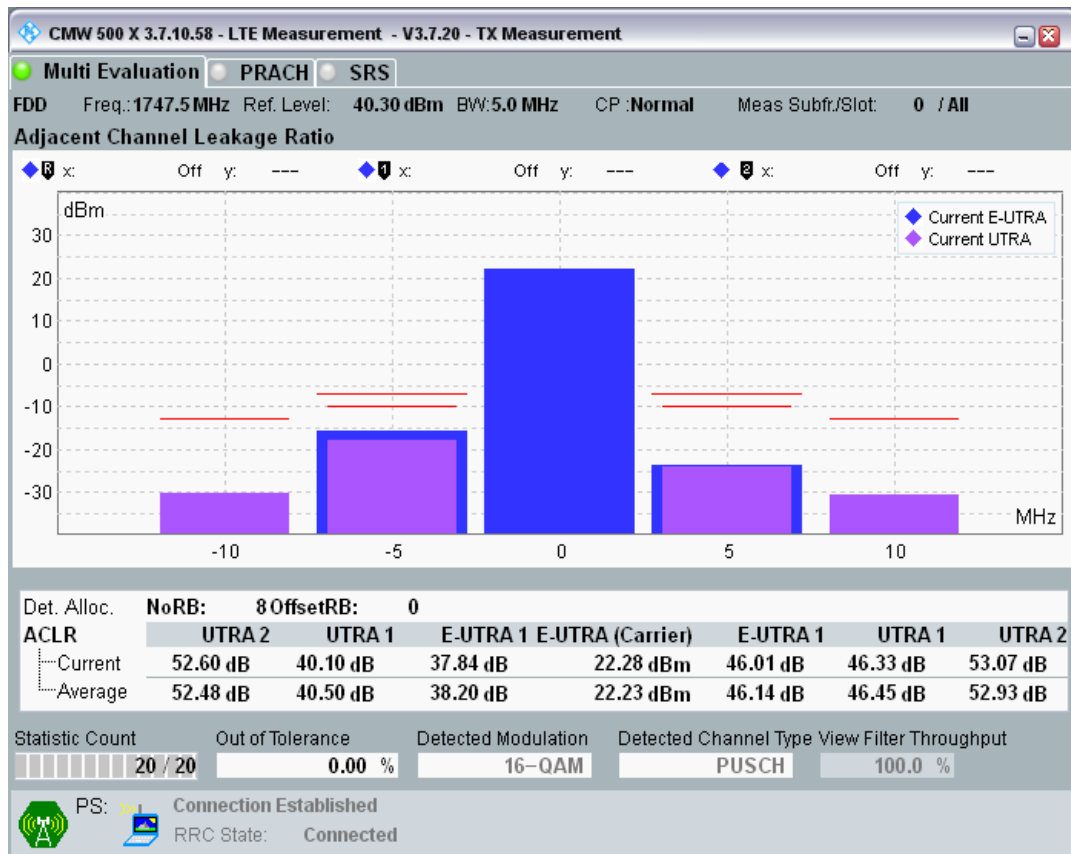 CMW 500 X 3.7.10.58 - LTE Measurement - V3.7.20 - TX Measurement
Multi Evaluation PRACH SRS
FDD Freq.:1747.5 MHz Ref. Level: 40.30 dBm BW:5.0 MHz CP :Normal Meas Subfr./Slot: 0 / All
Adjacent Channel Leakage Ratio
R x: Off y: --- 1 x: Off y: --- 2 x: Off y: ---
dBm
Current E-UTRA
Current UTRA
30
20
10
0
-10
-20
-30
MHz
-10 -5 0 5 10
Det. Alloc. NoRB: 8 OffsetRB: 0
ACLR UTRA 2 UTRA 1 E-UTRA 1 E-UTRA (Carrier) E-UTRA 1 UTRA 1 UTRA 2
Current 52.60 dB 40.10 dB 37.84 dB 22.28 dBm 46.01 dB 46.33 dB 53.07 dB
Average 52.48 dB 40.50 dB 38.20 dB 22.23 dBm 46.14 dB 46.45 dB 52.93 dB
Statistic Count Out of Tolerance Detected Modulation Detected Channel Type View Filter Throughput
20 / 20 0.00 % 16-QAM PUSCH 100.0 %
PS: Connection Established
RRC State: Connected